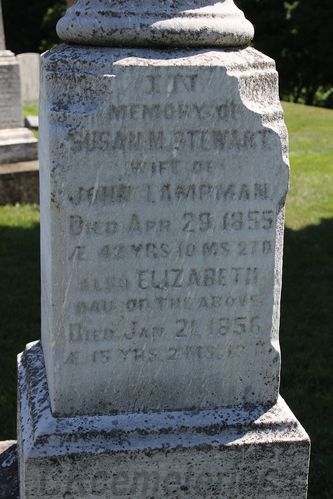 IN
MEMORY of
SUSAN M. STEWART
WIFE OF
JOHN LAMPMAN
DIED APR 29 1855
Æ 42 YRS 10 MS
ALSO ELIZABETH
DAU OF THE ABOVE
DIED JAN 21 1856
Æ 15 YRS 2 MS